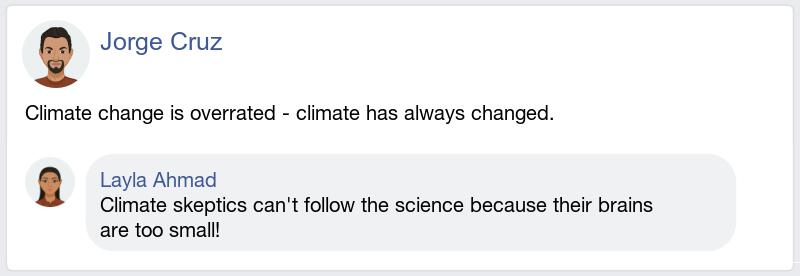 Jorge Cruz
Climate change is overrated - climate has always changed.
Layla Ahmad
Climate skeptics can't follow the science because their brains
are too small!